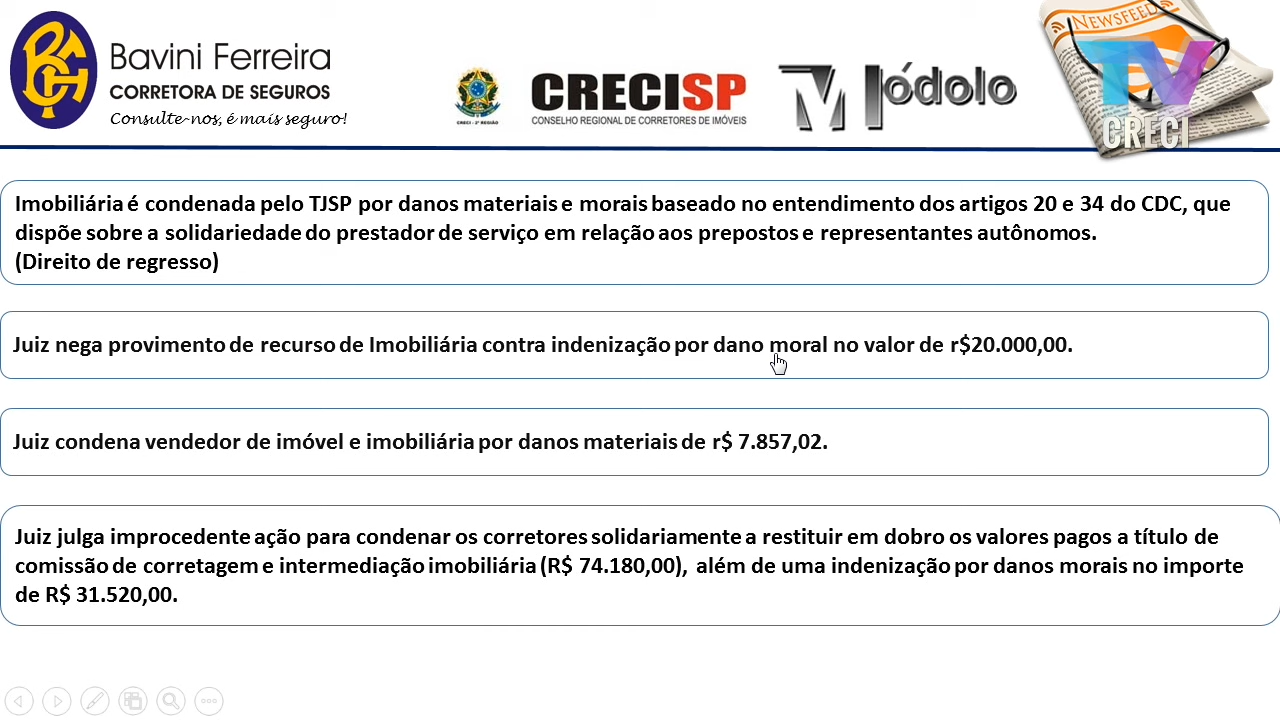 Bavini Ferreira
CORRETORA DE SEGUROS
Consulte-nos, é mais seguro!
CRECI - 2ª REGIÃO
CRECISP
CONSELHO REGIONAL DE CORRETORES DE IMÓVEIS
Módolo
NEWSFEED
TV
CRECI
Imobiliária é condenada pelo TJSP por danos materiais e morais baseado no entendimento dos artigos 20 e 34 do CDC, que
dispõe sobre a solidariedade do prestador de serviço em relação aos prepostos e representantes autônomos.
(Direito de regresso)
Juiz nega provimento de recurso de Imobiliária contra indenização por dano moral no valor de r$20.000,00.
Juiz condena vendedor de imóvel e imobiliária por danos materiais de r$ 7.857,02.
Juiz julga improcedente ação para condenar os corretores solidariamente a restituir em dobro os valores pagos a título de
comissão de corretagem e intermediação imobiliária (R$ 74.180,00), além de uma indenização por danos morais no importe
de R$ 31.520,00.